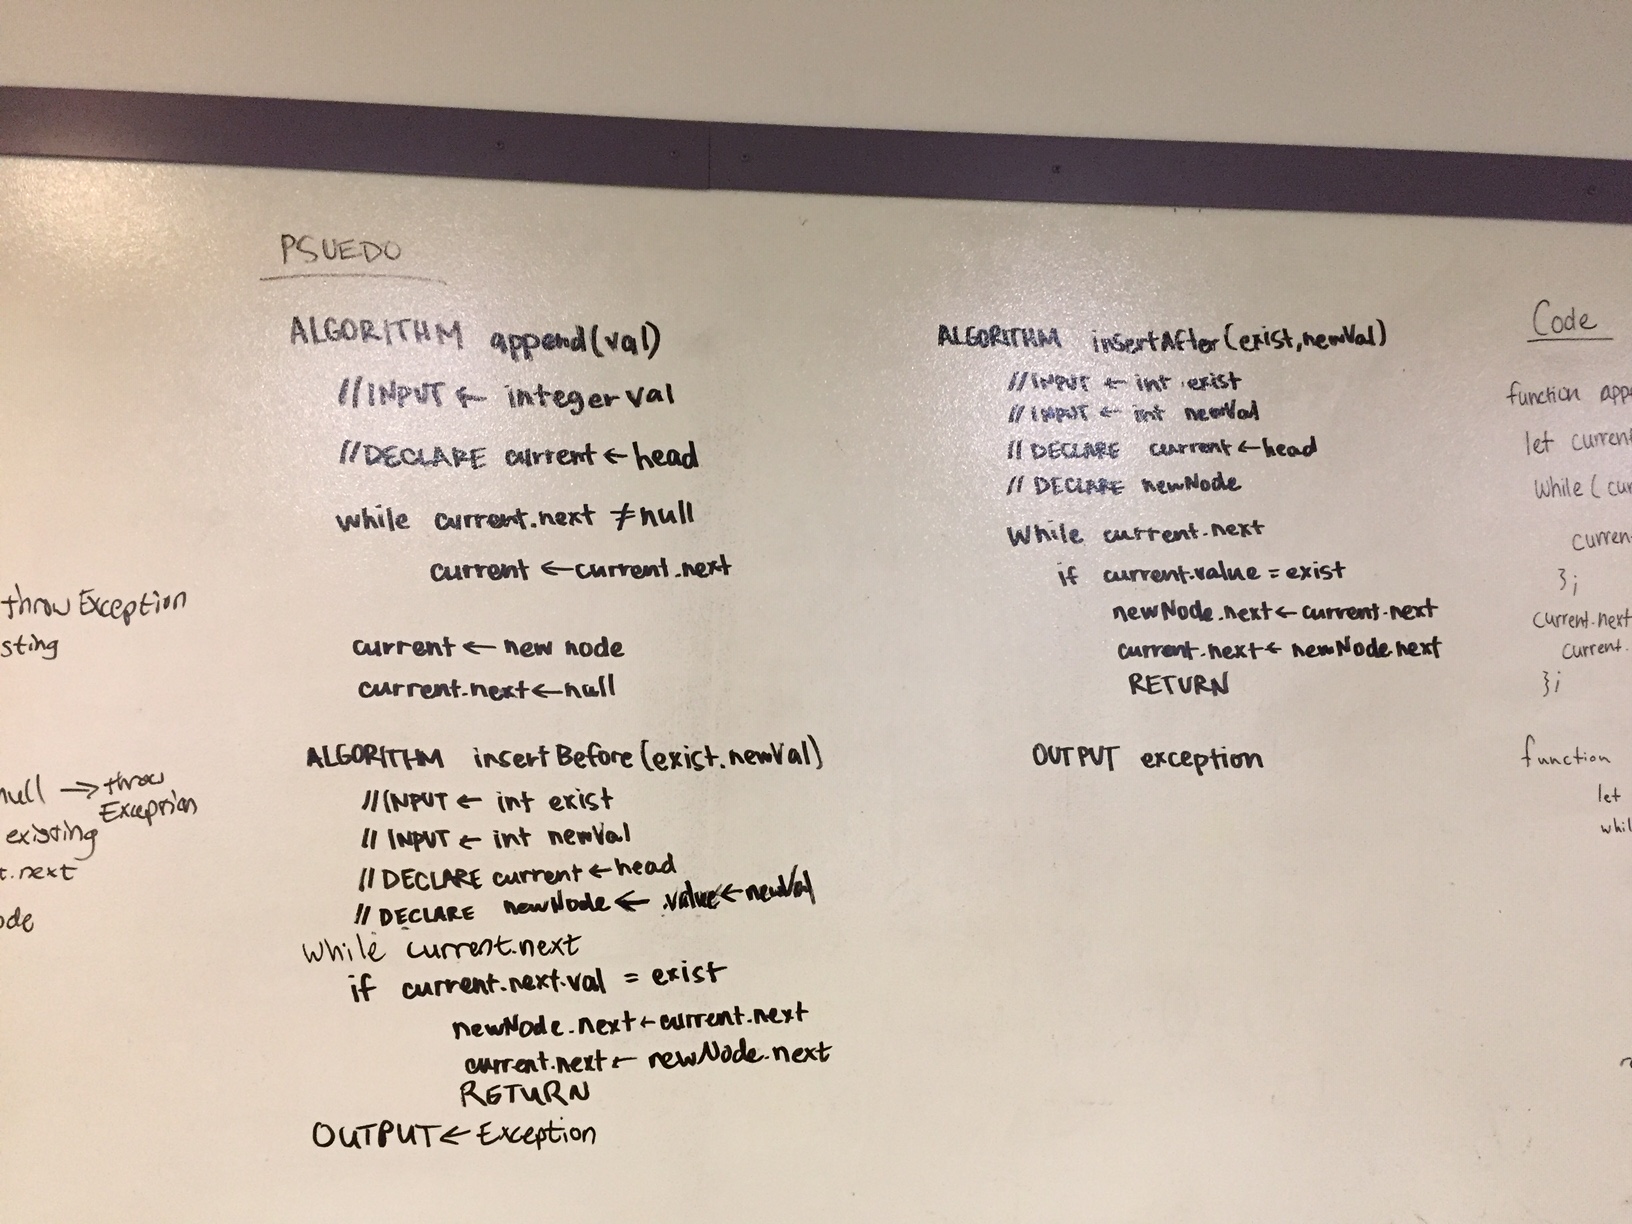 PSUEDO
ALGORITHM append(val)
//INPUT ← integer val
//DECLARE current ← head
while current.next ≠ null
current ← current.next
current ← new node
current.next ← null
ALGORITHM insertBefore(exist, newVal)
//INPUT ← int exist
//INPUT ← int newVal
//DECLARE current ← head
//DECLARE newNode ← .value ← newVal
while current.next
if current.next.val = exist
newNode.next ← current.next
current.next ← newNode.next
RETURN
OUTPUT ← Exception
ALGORITHM insertAfter(exist, newVal)
//INPUT ← int exist
//INPUT ← int newVal
//DECLARE current ← head
//DECLARE newNode
While current.next
if current.value = exist
newNode.next ← current.next
current.next ← newNode.next
RETURN
OUTPUT exception
throw Exception
sting
null → throw
Exception
existing
t.next
ode
Code
function appe
let current
While ( cur
current
};
current.next
current.
};
function
let
whil